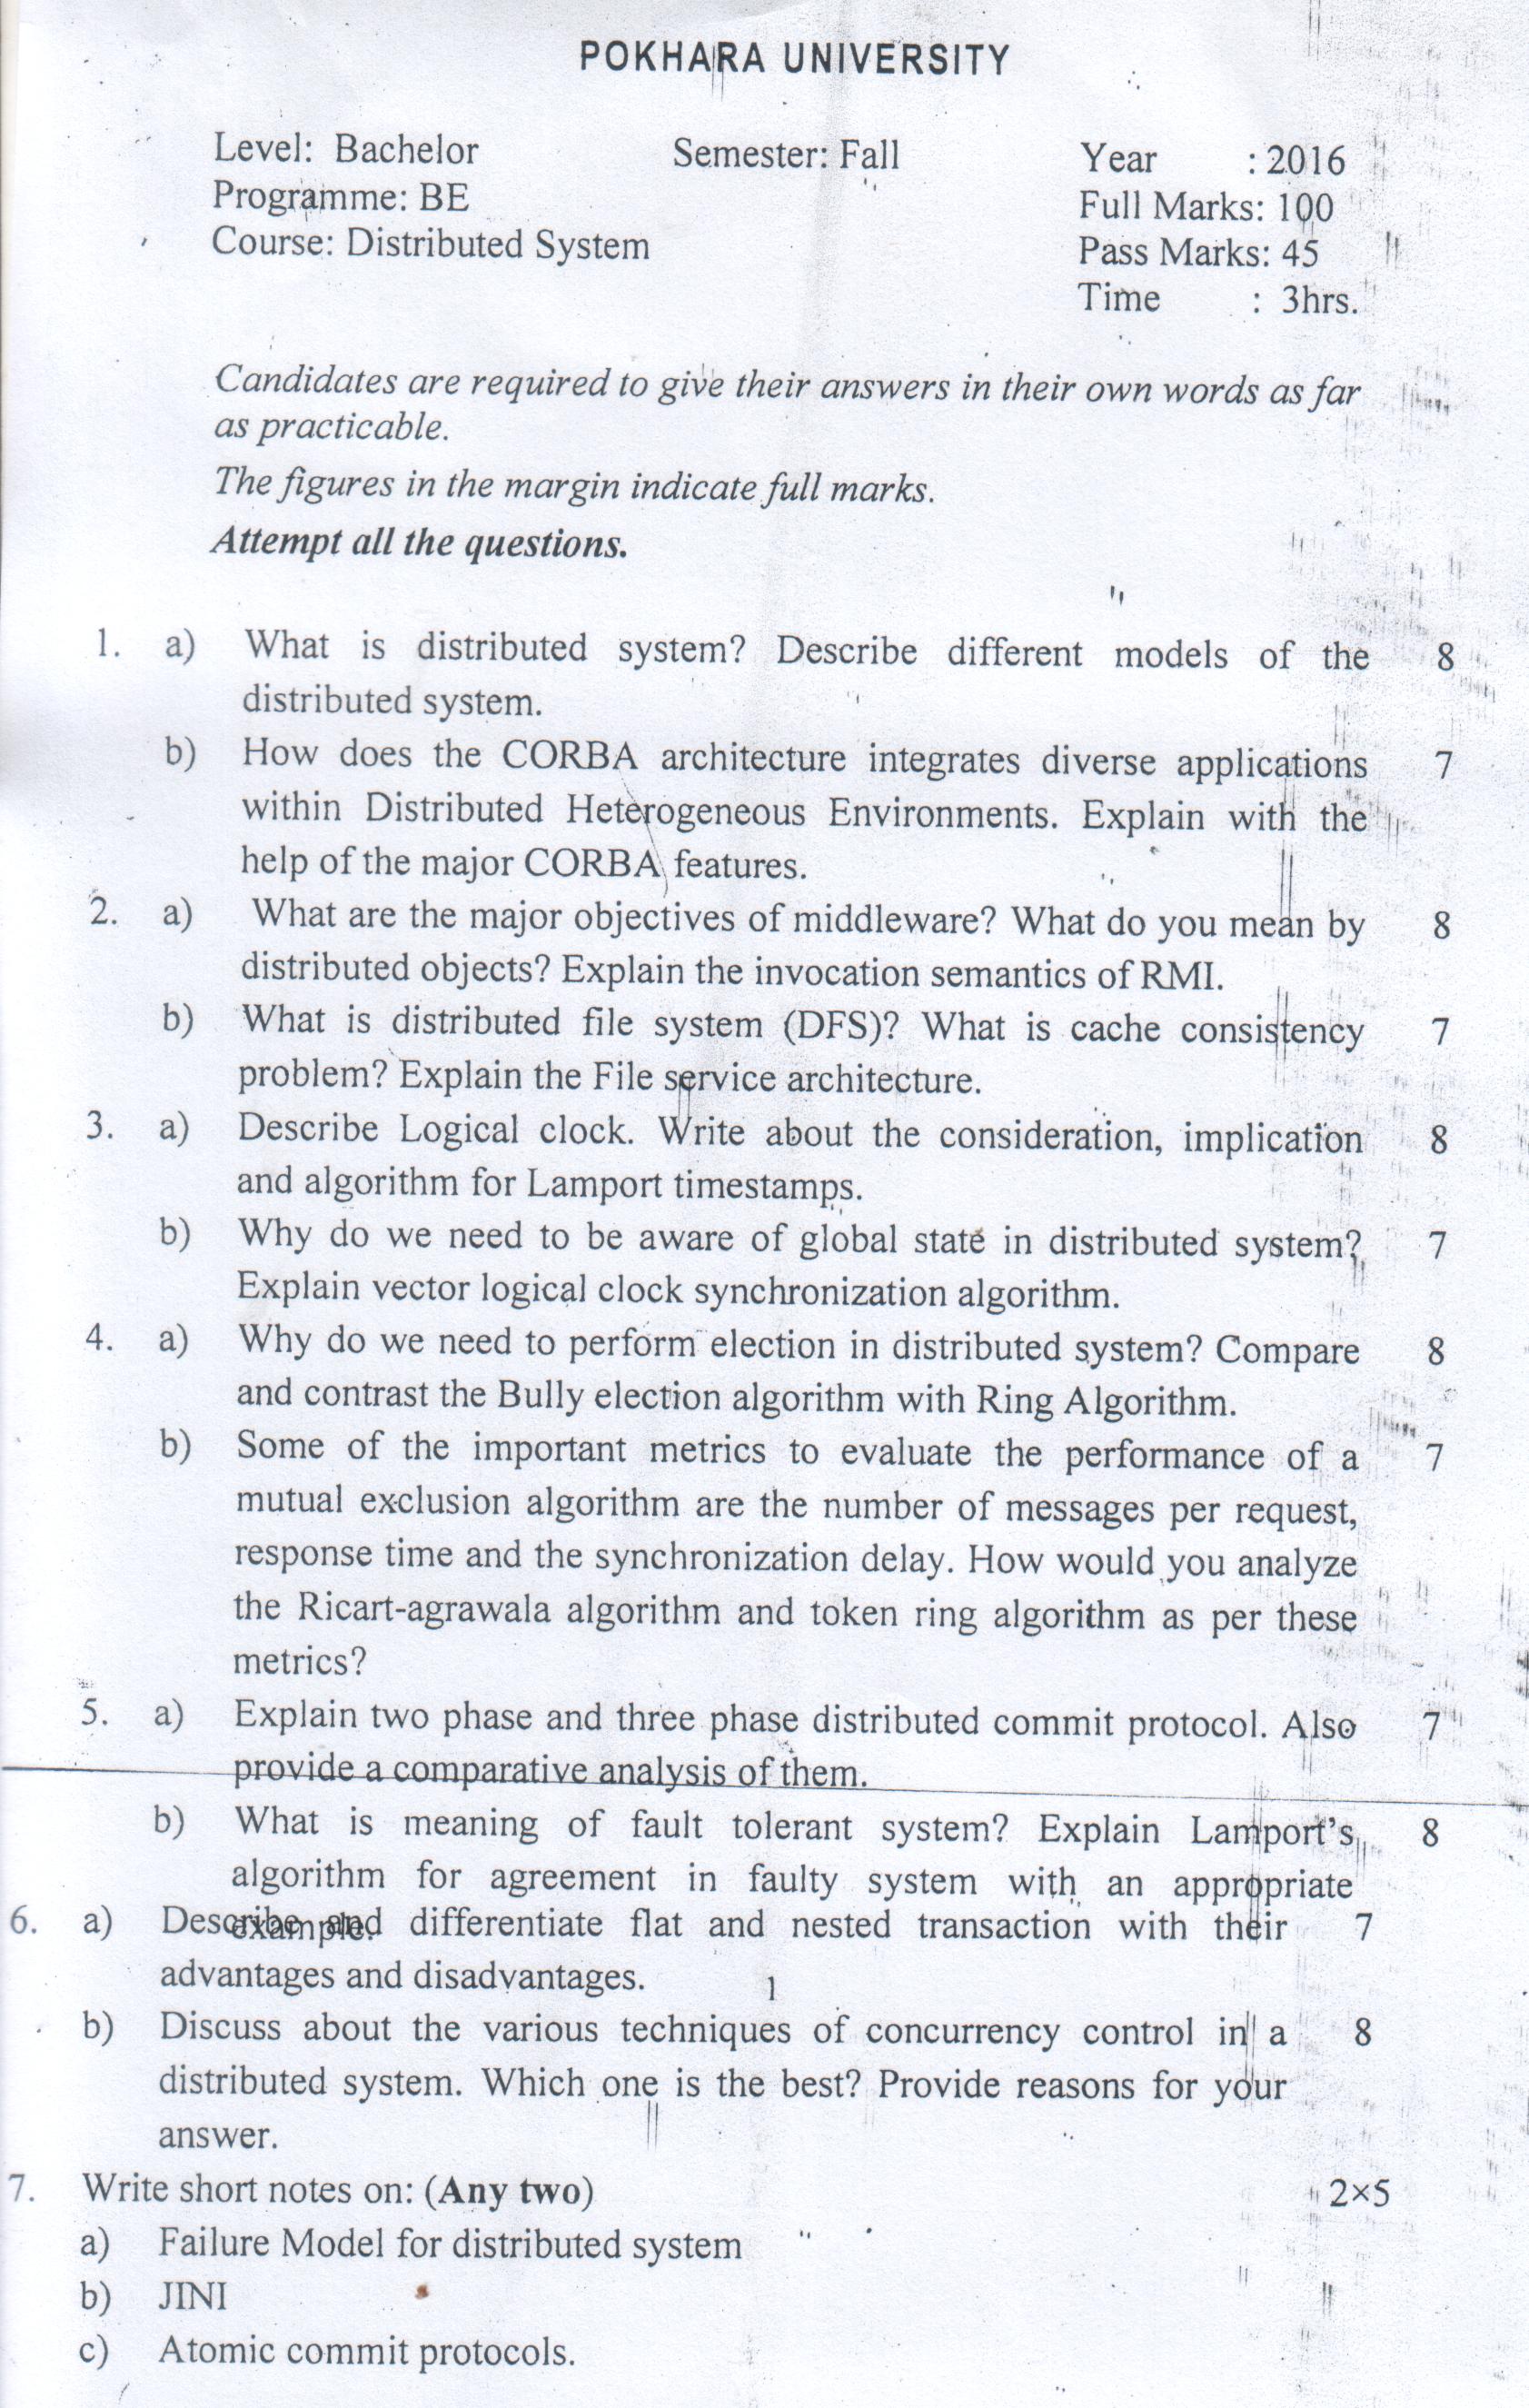 POKHARA UNIVERSITY
Level: Bachelor Semester: Fall Year : 2016
Programme: BE Full Marks: 100
Course: Distributed System Pass Marks: 45
Time : 3hrs.
Candidates are required to give their answers in their own words as far
as practicable.
The figures in the margin indicate full marks.
Attempt all the questions.
1. a) What is distributed system? Describe different models of the 8
distributed system.
b) How does the CORBA architecture integrates diverse applications 7
within Distributed Heterogeneous Environments. Explain with the
help of the major CORBA features.
2. a) What are the major objectives of middleware? What do you mean by 8
distributed objects? Explain the invocation semantics of RMI.
b) What is distributed file system (DFS)? What is cache consistency 7
problem? Explain the File service architecture.
3. a) Describe Logical clock. Write about the consideration, implication 8
and algorithm for Lamport timestamps.
b) Why do we need to be aware of global state in distributed system? 7
Explain vector logical clock synchronization algorithm.
4. a) Why do we need to perform election in distributed system? Compare 8
and contrast the Bully election algorithm with Ring Algorithm.
b) Some of the important metrics to evaluate the performance of a 7
mutual exclusion algorithm are the number of messages per request,
response time and the synchronization delay. How would you analyze
the Ricart-agrawala algorithm and token ring algorithm as per these
metrics?
5. a) Explain two phase and three phase distributed commit protocol. Also 7
provide a comparative analysis of them.
b) What is meaning of fault tolerant system? Explain Lamport's 8
algorithm for agreement in faulty system with an appropriate
example.
6. a) Describe and differentiate flat and nested transaction with their 7
advantages and disadvantages.
1
b) Discuss about the various techniques of concurrency control in a 8
distributed system. Which one is the best? Provide reasons for your
answer.
7. Write short notes on: (Any two) 2×5
a) Failure Model for distributed system
b) JINI
c) Atomic commit protocols.